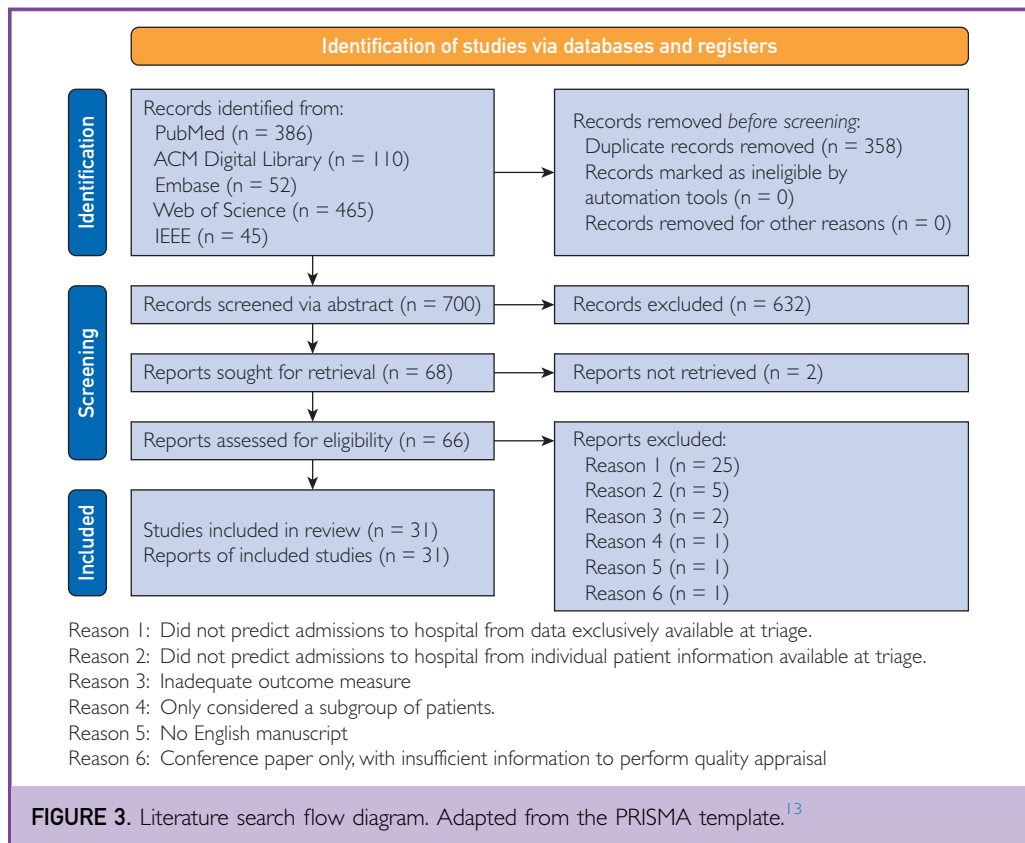 Identification of studies via databases and registers
Identification
Records identified from:
PubMed (n = 386)
ACM Digital Library (n = 110)
Embase (n = 52)
Web of Science (n = 465)
IEEE (n = 45)
Records removed before screening:
Duplicate records removed (n = 358)
Records marked as ineligible by
automation tools (n = 0)
Records removed for other reasons (n = 0)
Screening
Records screened via abstract (n = 700)
Records excluded (n = 632)
Reports sought for retrieval (n = 68)
Reports not retrieved (n = 2)
Reports assessed for eligibility (n = 66)
Reports excluded:
Reason 1 (n = 25)
Reason 2 (n = 5)
Reason 3 (n = 2)
Reason 4 (n = 1)
Reason 5 (n = 1)
Reason 6 (n = 1)
Included
Studies included in review (n = 31)
Reports of included studies (n = 31)
Reason 1: Did not predict admissions to hospital from data exclusively available at triage.
Reason 2: Did not predict admissions to hospital from individual patient information available at triage.
Reason 3: Inadequate outcome measure
Reason 4: Only considered a subgroup of patients.
Reason 5: No English manuscript
Reason 6: Conference paper only, with insufficient information to perform quality appraisal
FIGURE 3. Literature search flow diagram. Adapted from the PRISMA template.13